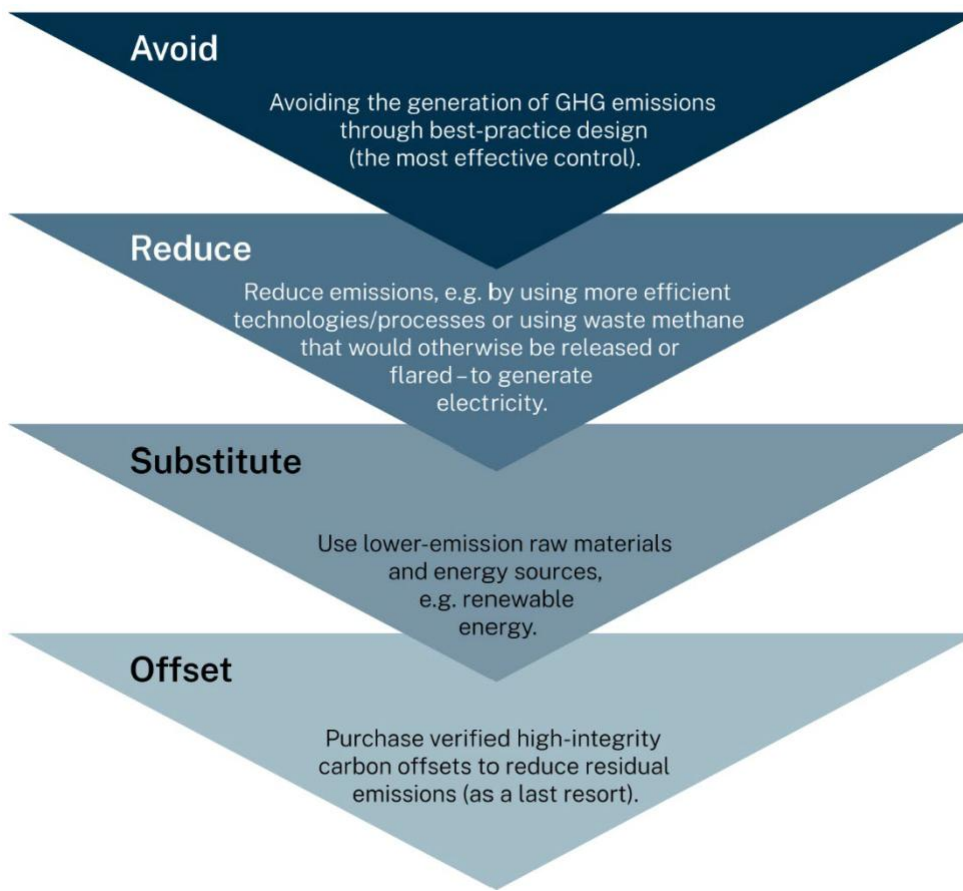 Avoid
Avoiding the generation of GHG emissions
through best-practice design
(the most effective control).
Reduce
Reduce emissions, e.g. by using more efficient
technologies/processes or using waste methane
that would otherwise be released or
flared – to generate
electricity.
Substitute
Use lower-emission raw materials
and energy sources,
e.g. renewable
energy.
Offset
Purchase verified high-integrity
carbon offsets to reduce residual
emissions (as a last resort).